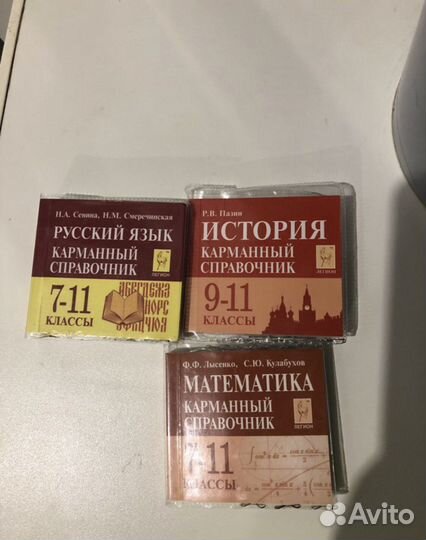 Н.А. Сенина, Н.М. Смеречинская
РУССКИЙ ЯЗЫК
КАРМАННЫЙ
СПРАВОЧНИК
ЛЕГИОН
7-11
КЛАССЫ
Р.В. Пазин
ИСТОРИЯ
КАРМАННЫЙ
СПРАВОЧНИК
ЛЕГИОН
9-11
КЛАССЫ
Ф.Ф. Лысенко, С.Ю. Кулабухов
МАТЕМАТИКА
КАРМАННЫЙ
СПРАВОЧНИК
ЛЕГИОН
7-11
КЛАССЫ
Avito